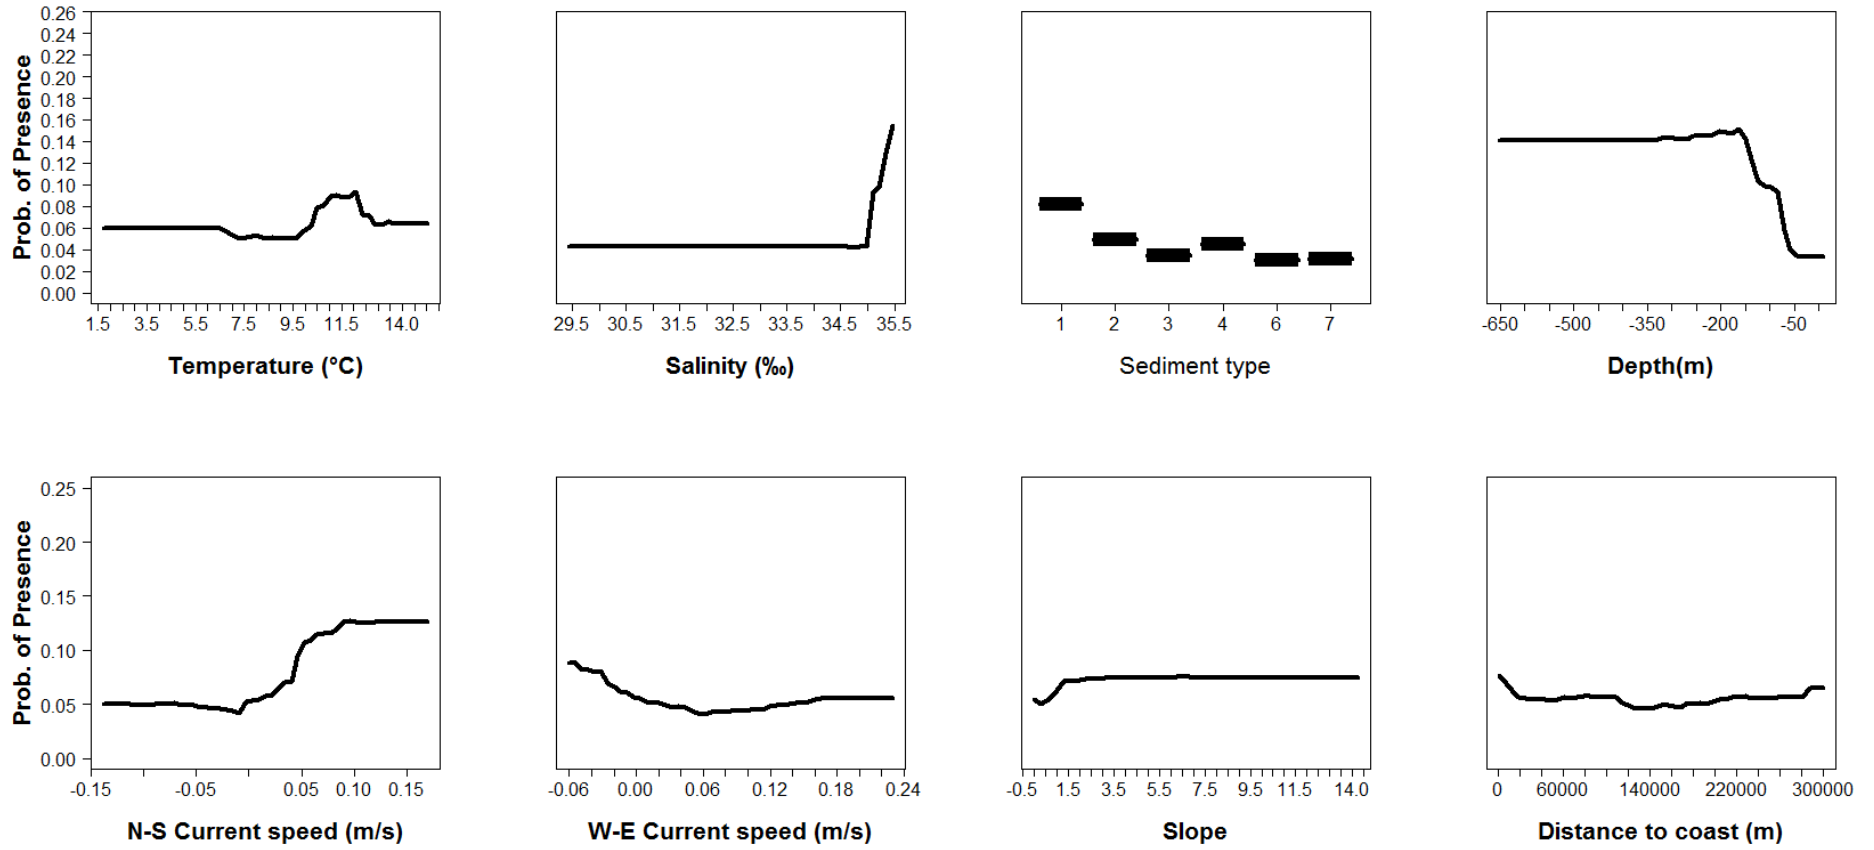 Prob. of Presence
0.26
0.24
0.22
0.20
0.18
0.16
0.14
0.12
0.10
0.08
0.06
0.04
0.02
0.00
1.5 3.5 5.5 7.5 9.5 11.5 14.0
29.5 30.5 31.5 32.5 33.5 34.5 35.5
1 2 3 4 6 7
-650 -500 -350 -200 -50
Temperature (°C)
Salinity (‰)
Sediment type
Depth(m)
Prob. of Presence
0.25
0.20
0.15
0.10
0.05
0.00
-0.15 -0.05 0.05 0.10 0.15
-0.06 0.00 0.06 0.12 0.18 0.24
-0.5 1.5 3.5 5.5 7.5 9.5 11.5 14.0
0 60000 140000 220000 300000
N-S Current speed (m/s)
W-E Current speed (m/s)
Slope
Distance to coast (m)